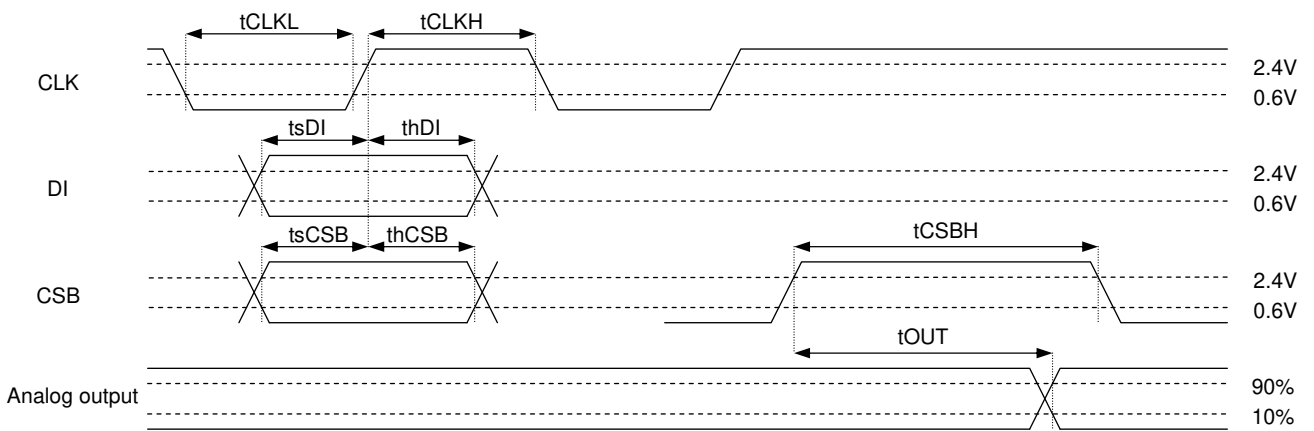 tCLKL tCLKH
CLK 2.4V
0.6V
tsDI thDI
DI 2.4V
0.6V
tsCSB thCSB tCSBH
CSB 2.4V
0.6V
tOUT
Analog output 90%
10%